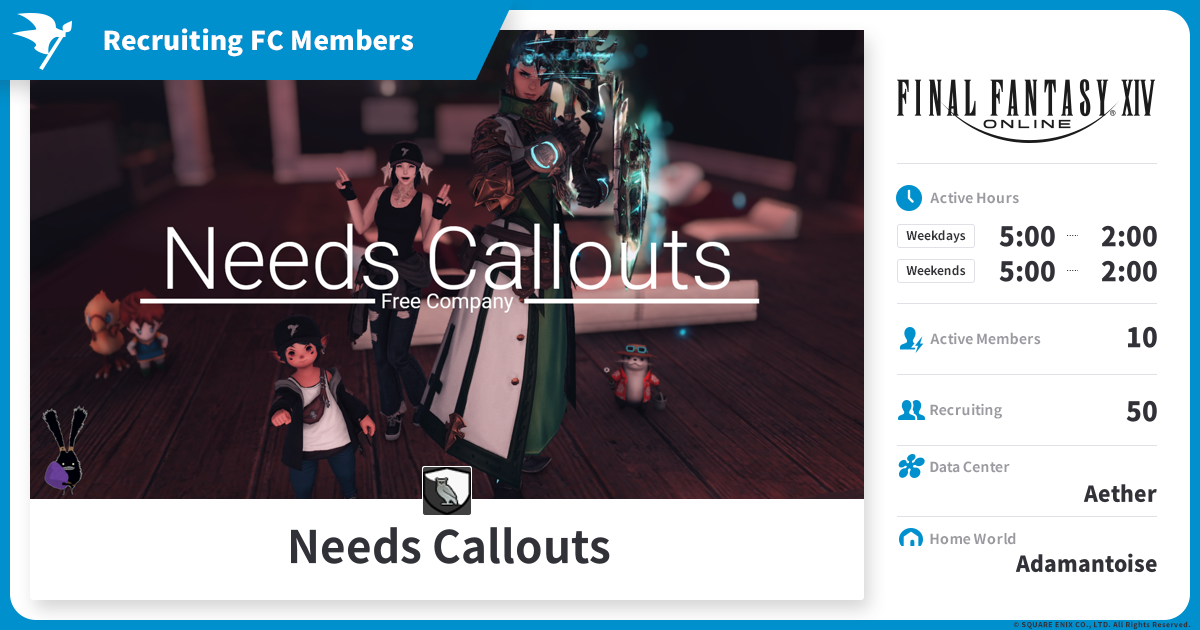 Recruiting FC Members
Needs Callouts
Free Company
Needs Callouts
FINAL FANTASY® XIV
ONLINE
Active Hours
Weekdays 5:00 ····· 2:00
Weekends 5:00 ····· 2:00
Active Members 10
Recruiting 50
Data Center
Aether
Home World
Adamantoise
© SQUARE ENIX CO., LTD. All Rights Reserved.